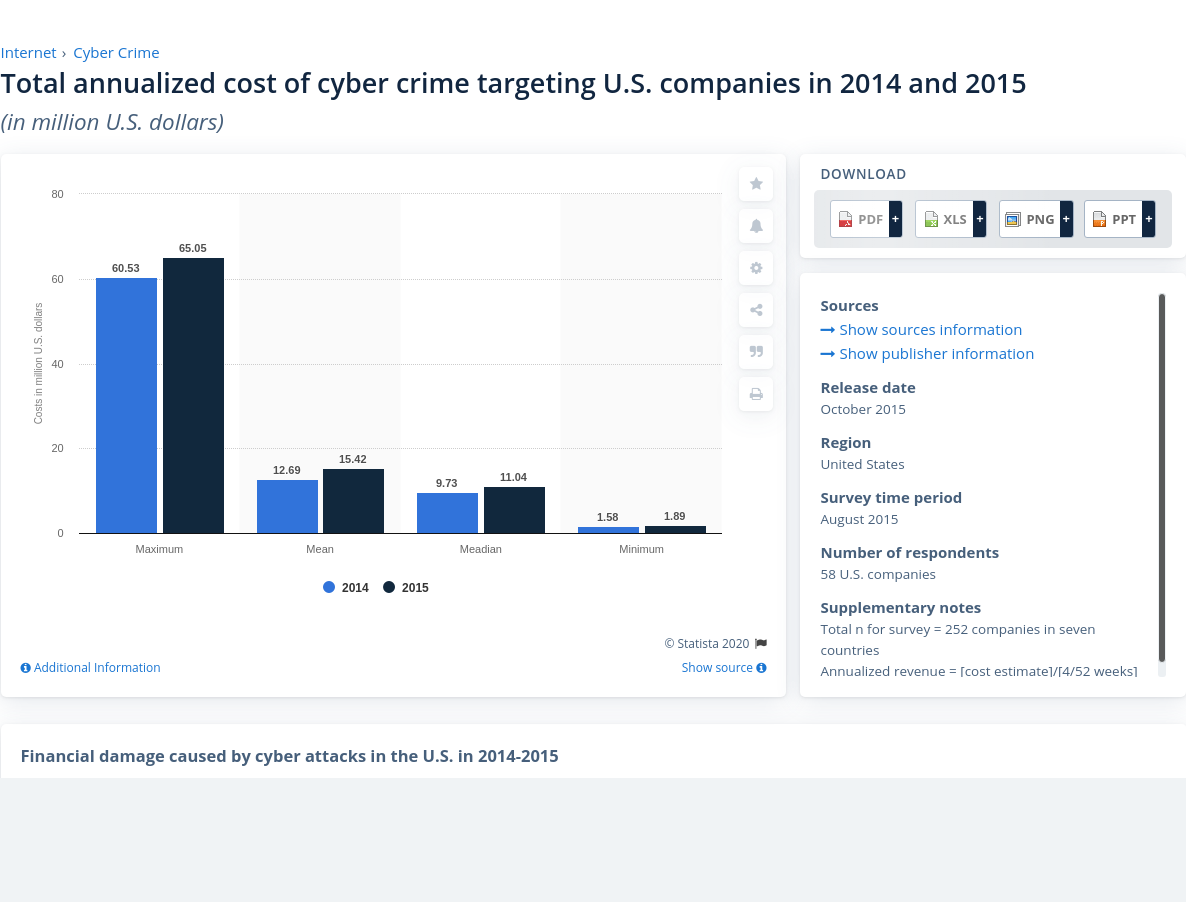 Internet › Cyber Crime
Total annualized cost of cyber crime targeting U.S. companies in 2014 and 2015
(in million U.S. dollars)
80
60
40
20
0
Costs in million U.S. dollars
60.53
65.05
12.69
15.42
9.73
11.04
1.58
1.89
Maximum
Mean
Meadian
Minimum
2014
2015
© Statista 2020
Additional Information
Show source
DOWNLOAD
PDF +
XLS +
PNG +
PPT +
Sources
Show sources information
Show publisher information
Release date
October 2015
Region
United States
Survey time period
August 2015
Number of respondents
58 U.S. companies
Supplementary notes
Total n for survey = 252 companies in seven
countries
Annualized revenue = [cost estimate]/[4/52 weeks]
Financial damage caused by cyber attacks in the U.S. in 2014-2015